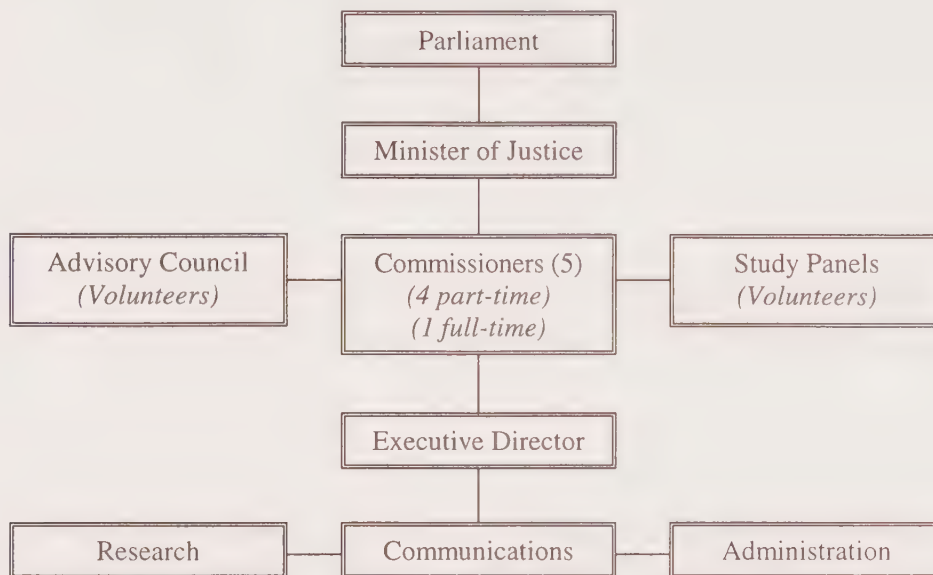 Parliament
Minister of Justice
Advisory Council
(Volunteers)
Commissioners (5)
(4 part-time)
(1 full-time)
Study Panels
(Volunteers)
Executive Director
Research
Communications
Administration